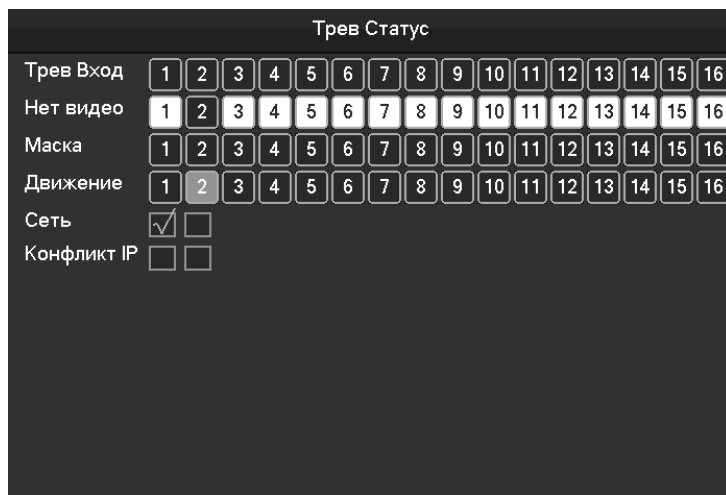 Трев Статус
Трев Вход 1 2 3 4 5 6 7 8 9 10 11 12 13 14 15 16
Нет видео 1 2 3 4 5 6 7 8 9 10 11 12 13 14 15 16
Маска 1 2 3 4 5 6 7 8 9 10 11 12 13 14 15 16
Движение 1 2 3 4 5 6 7 8 9 10 11 12 13 14 15 16
Сеть
Конфликт IP